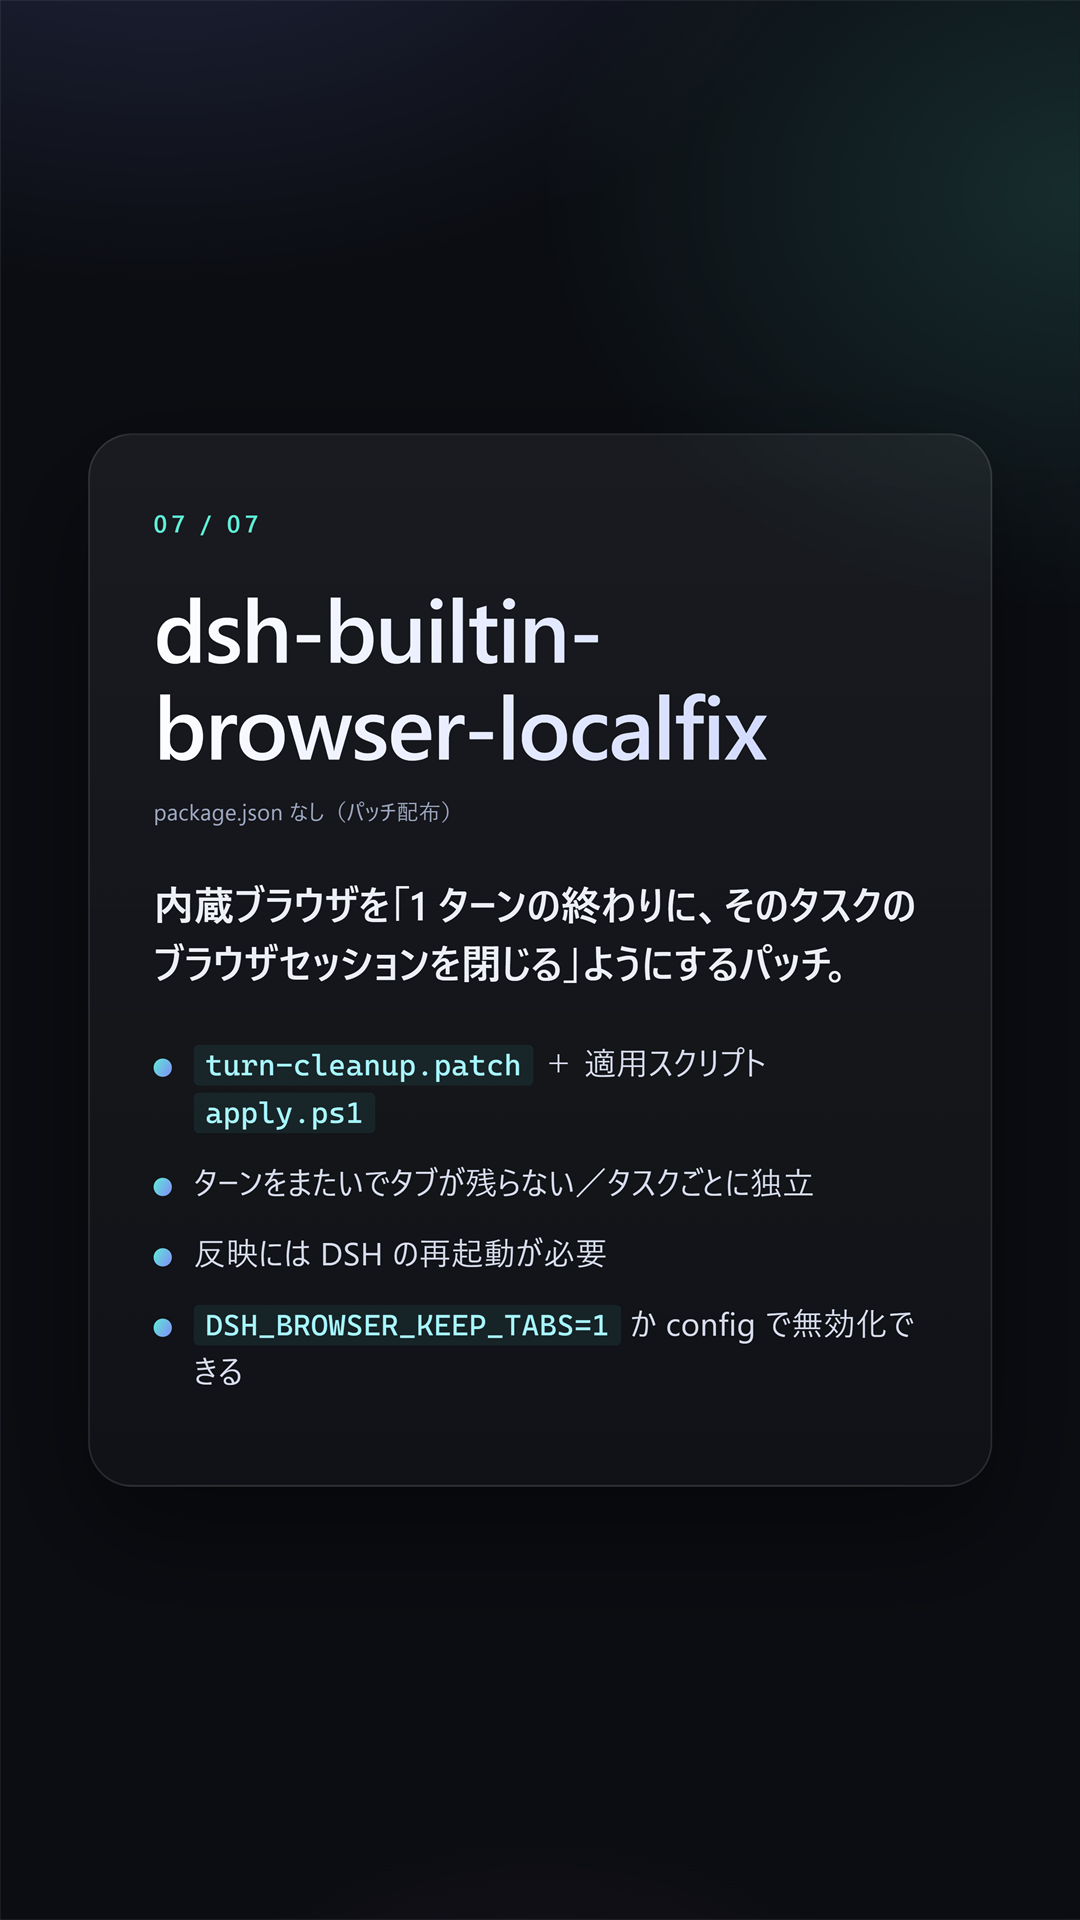 07 / 07
dsh-builtin-
browser-localfix
package.json なし（パッチ配布）
内蔵ブラウザを「1 ターンの終わりに、そのタスクの
ブラウザセッションを閉じる」ようにするパッチ。
turn-cleanup.patch ＋ 適用スクリプト
apply.ps1
ターンをまたいでタブが残らない／タスクごとに独立
反映には DSH の再起動が必要
DSH_BROWSER_KEEP_TABS=1 か config で無効化で
きる